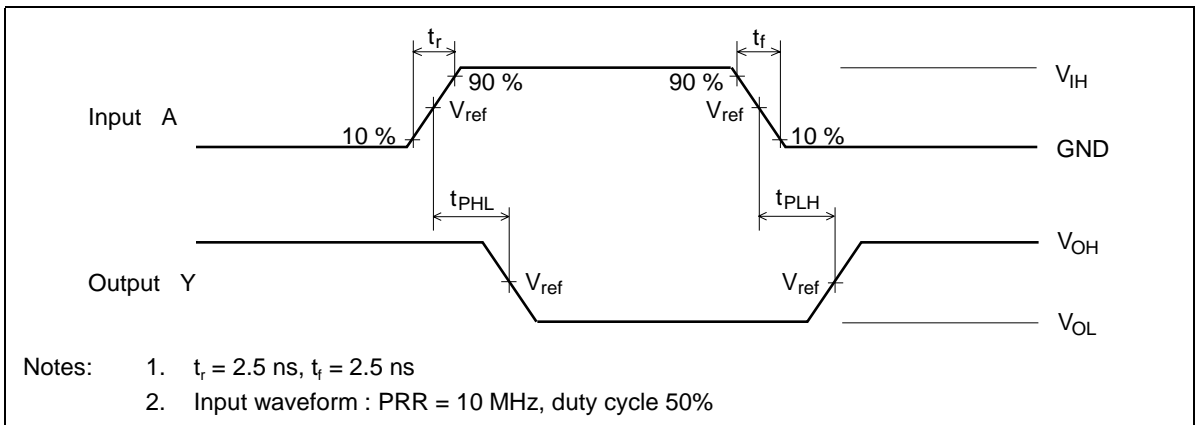 tr tf
90 % 90 % VIH
Input A Vref Vref
10 % 10 % GND
tPHL tPLH
VOH
Output Y Vref Vref
VOL
Notes: 1. tr = 2.5 ns, tf = 2.5 ns
2. Input waveform : PRR = 10 MHz, duty cycle 50%